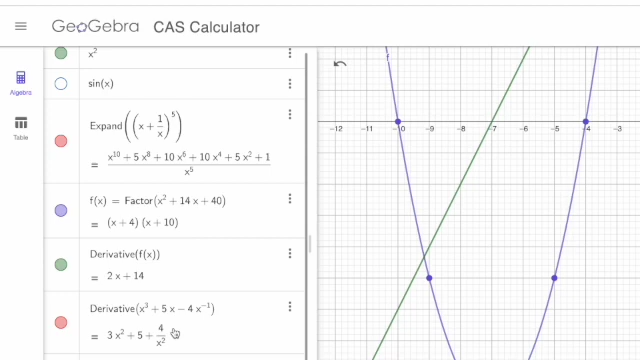 GeoGebra CAS Calculator
x²
Algebra
Table
sin(x)
Expand((x + 1/x)⁵)
= (x¹⁰ + 5 x⁸ + 10 x⁶ + 10 x⁴ + 5 x² + 1)/x⁵
f(x) = Factor(x² + 14 x + 40)
= (x + 4) (x + 10)
Derivative(f(x))
= 2 x + 14
Derivative(x³ + 5 x − 4 x⁻¹)
= 3 x² + 5 + 4/x²
f
−12 −11 −10 −9 −8 −7 −6 −5 −4 −3